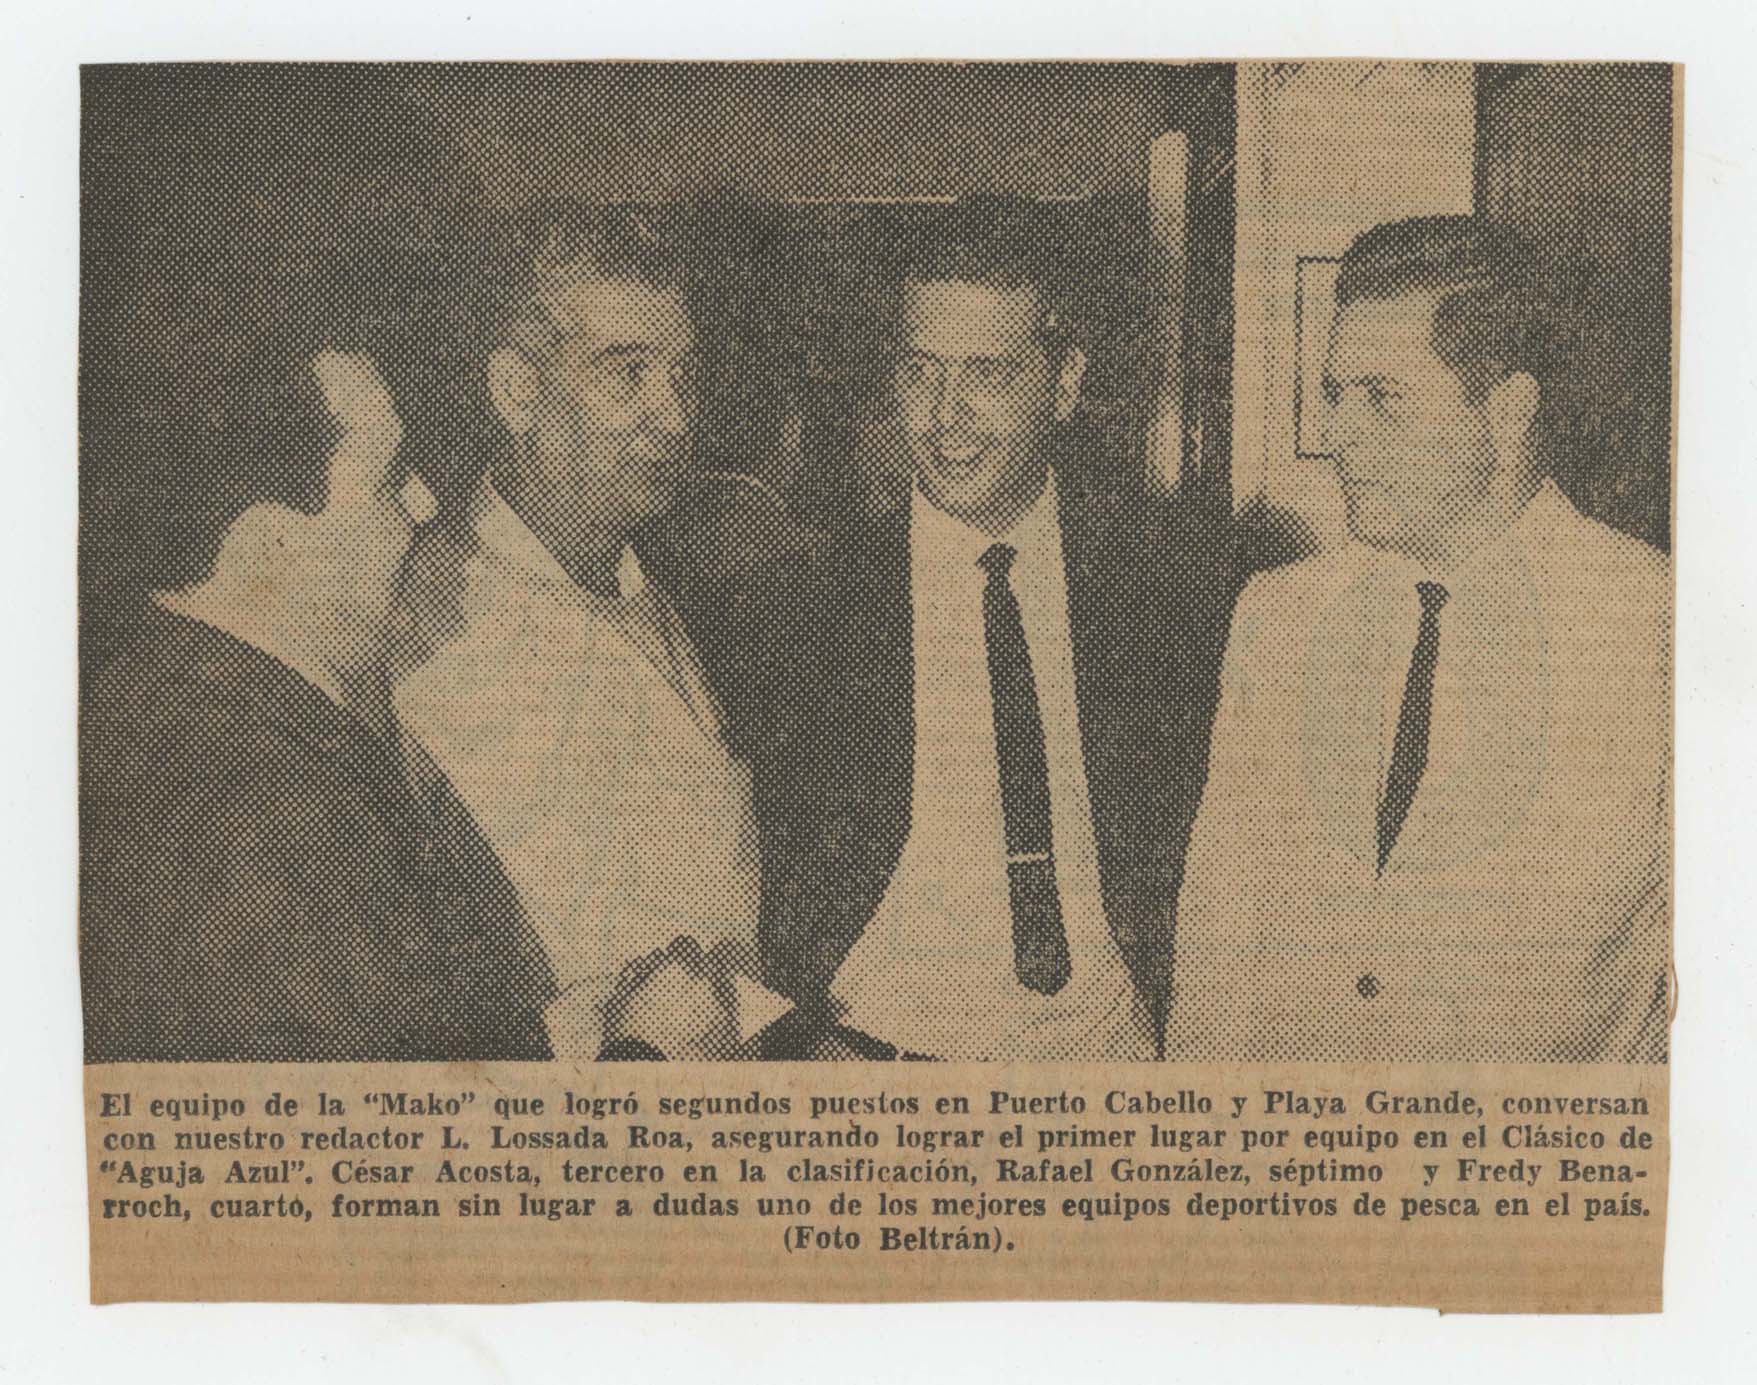 El equipo de la “Mako” que logró segundos puestos en Puerto Cabello y Playa Grande, conversan
con nuestro redactor L. Lossada Roa, asegurando lograr el primer lugar por equipo en el Clásico de
“Aguja Azul”. César Acosta, tercero en la clasificación, Rafael González, séptimo y Fredy Bena-
rroch, cuarto, forman sin lugar a dudas uno de los mejores equipos deportivos de pesca en el país.
(Foto Beltrán).